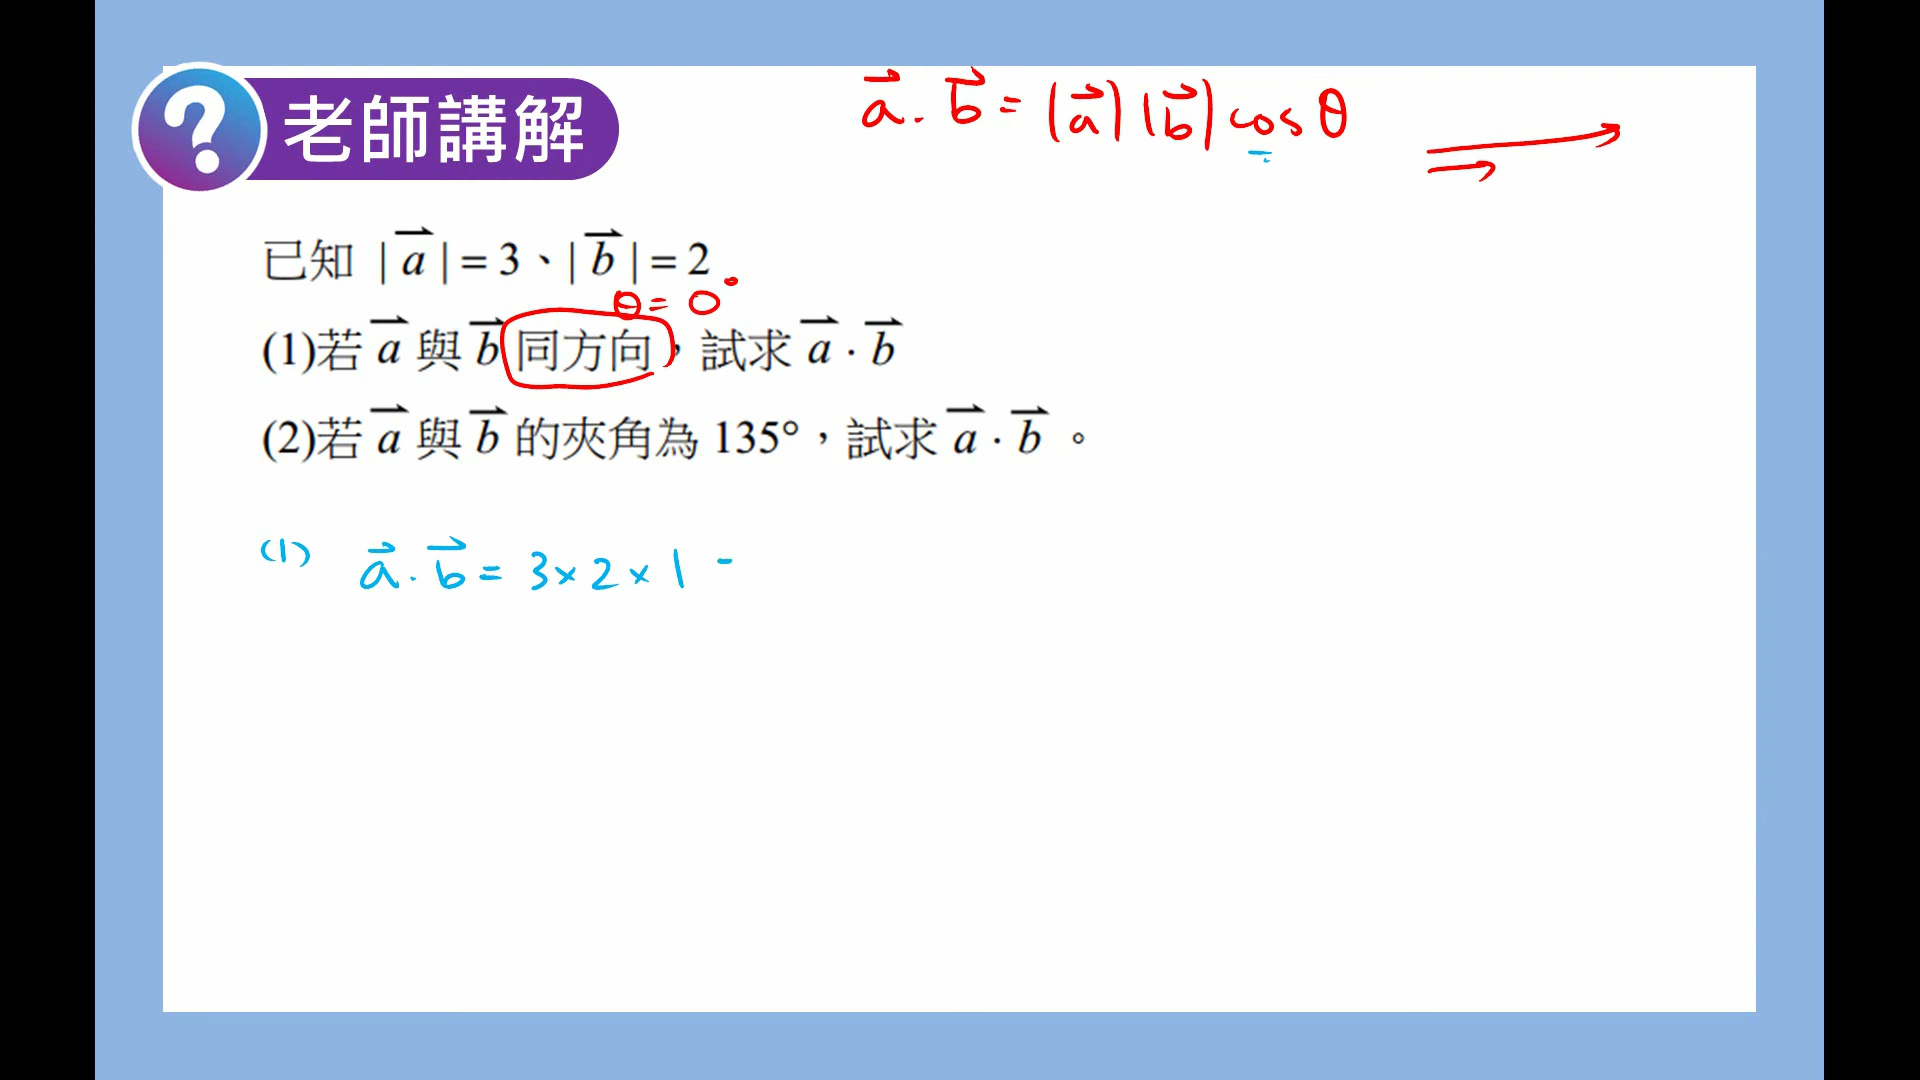 老師講解
a⃗ · b⃗ = |a⃗| |b⃗| cos θ
已知 | a⃗ | = 3、| b⃗ | = 2
θ = 0°
(1)若 a⃗ 與 b⃗ 同方向，試求 a⃗ · b⃗
(2)若 a⃗ 與 b⃗ 的夾角為 135°，試求 a⃗ · b⃗ 。
(1) a⃗ · b⃗ = 3 × 2 × 1 -